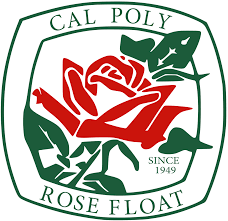 CAL POLY
SINCE
1949
ROSE FLOAT